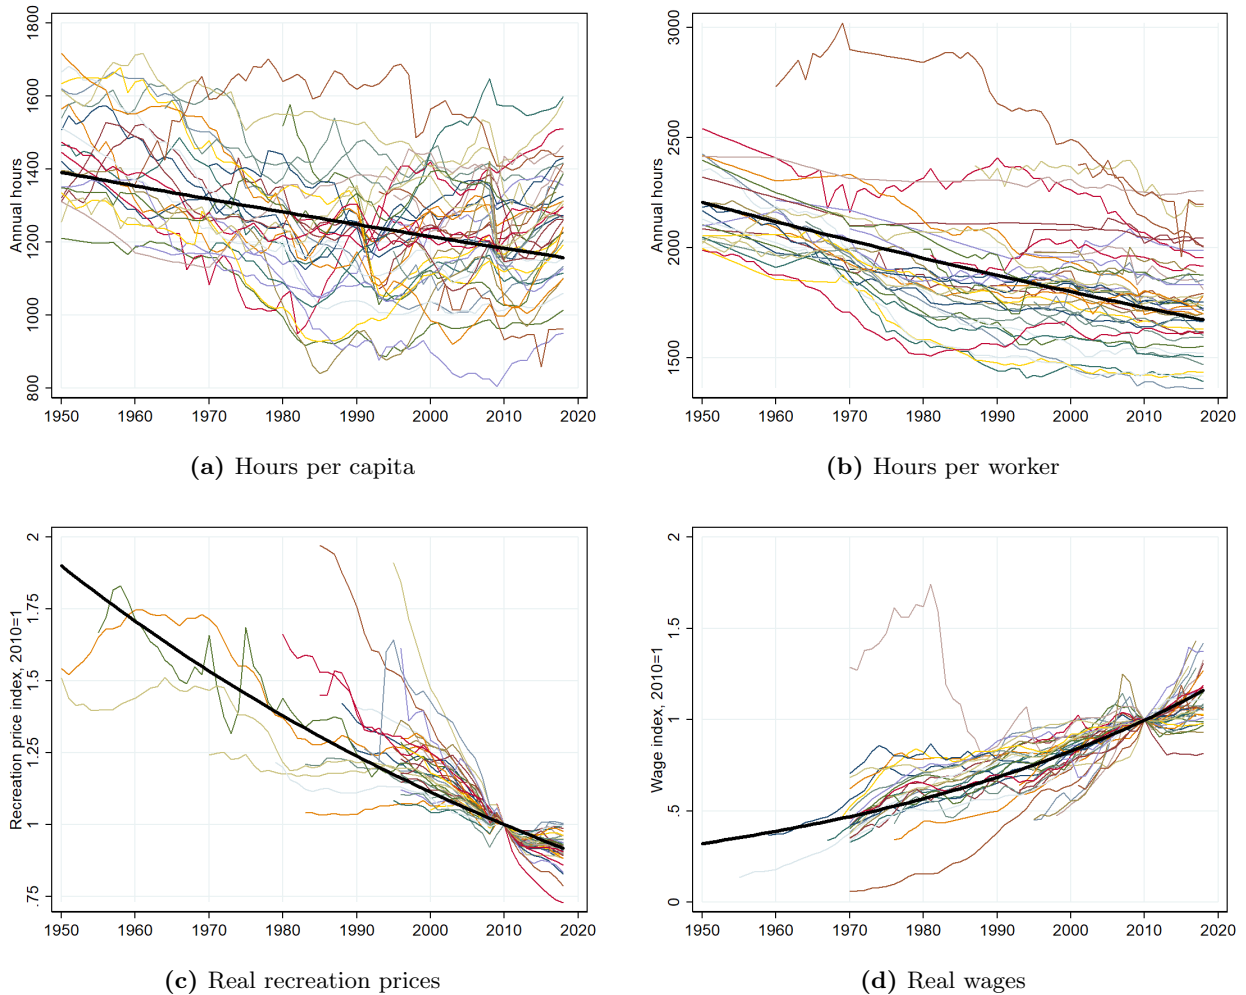 Annual hours
1800
1600
1400
1200
1000
800
1950 1960 1970 1980 1990 2000 2010 2020
(a) Hours per capita
Annual hours
3000
2500
2000
1500
1950 1960 1970 1980 1990 2000 2010 2020
(b) Hours per worker
Recreation price index, 2010=1
2
1.75
1.5
1.25
1
.75
1950 1960 1970 1980 1990 2000 2010 2020
(c) Real recreation prices
Wage index, 2010=1
2
1.5
1
.5
0
1950 1960 1970 1980 1990 2000 2010 2020
(d) Real wages